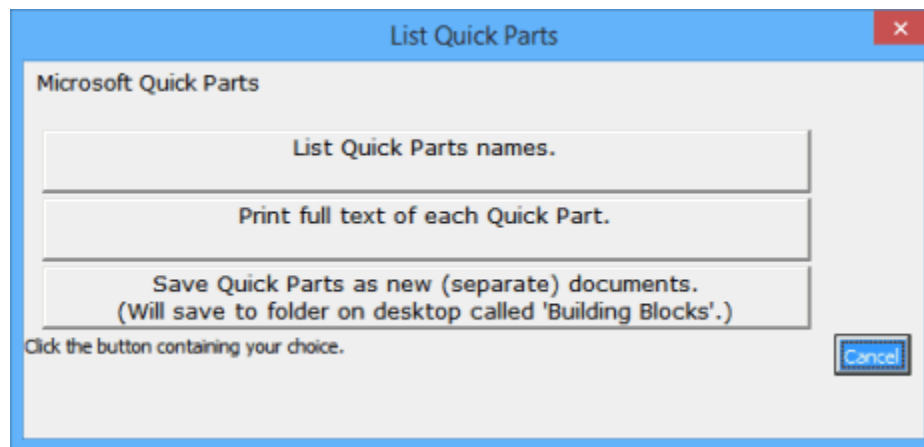 List Quick Parts
Microsoft Quick Parts
List Quick Parts names.
Print full text of each Quick Part.
Save Quick Parts as new (separate) documents.
(Will save to folder on desktop called 'Building Blocks'.)
Click the button containing your choice.
Cancel